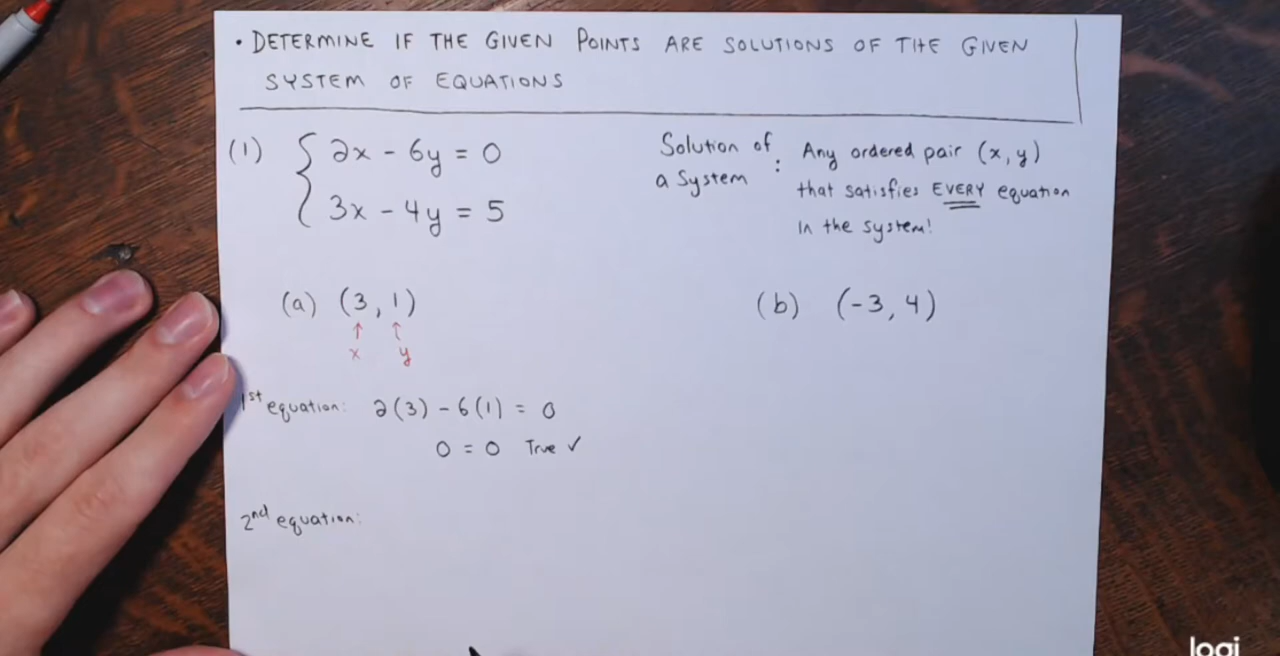 • DETERMINE IF THE GIVEN POINTS ARE SOLUTIONS OF THE GIVEN
SYSTEM OF EQUATIONS
(1) { 2x - 6y = 0
3x - 4y = 5
Solution of
a System :
Any ordered pair (x, y)
that satisfies EVERY equation
in the system!
(a) (3, 1)
↑ ↑
x y
1st equation: 2(3) - 6(1) = 0
0 = 0 True ✓
2nd equation:
(b) (-3, 4)
logi